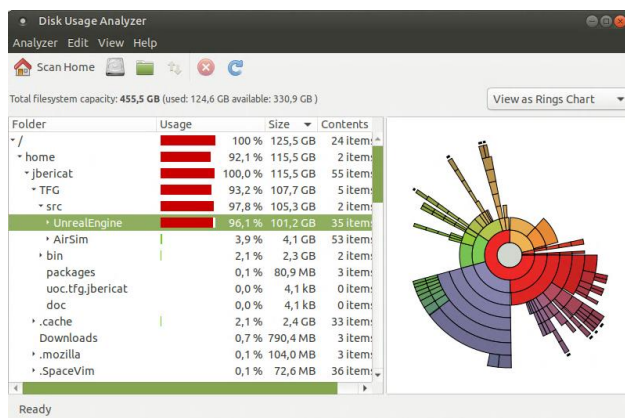 Disk Usage Analyzer
Analyzer Edit View Help
Scan Home
Total filesystem capacity: 455,5 GB (used: 124,6 GB available: 330,9 GB )
View as Rings Chart
Folder Usage Size Contents
/ 100 % 125,5 GB 24 items
home 92,1 % 115,5 GB 2 items
jbericat 100,0 % 115,5 GB 55 items
TFG 93,2 % 107,7 GB 5 items
src 97,8 % 105,3 GB 2 items
UnrealEngine 96,1 % 101,2 GB 35 items
AirSim 3,9 % 4,1 GB 53 items
bin 2,1 % 2,3 GB 2 items
packages 0,1 % 80,9 MB 3 items
uoc.tfg.jbericat 0,0 % 4,1 kB 0 items
doc 0,0 % 4,1 kB 0 items
.cache 2,1 % 2,4 GB 33 items
Downloads 0,7 % 790,4 MB 3 items
.mozilla 0,1 % 104,0 MB 3 items
.SpaceVim 0,1 % 72,6 MB 36 items
Ready